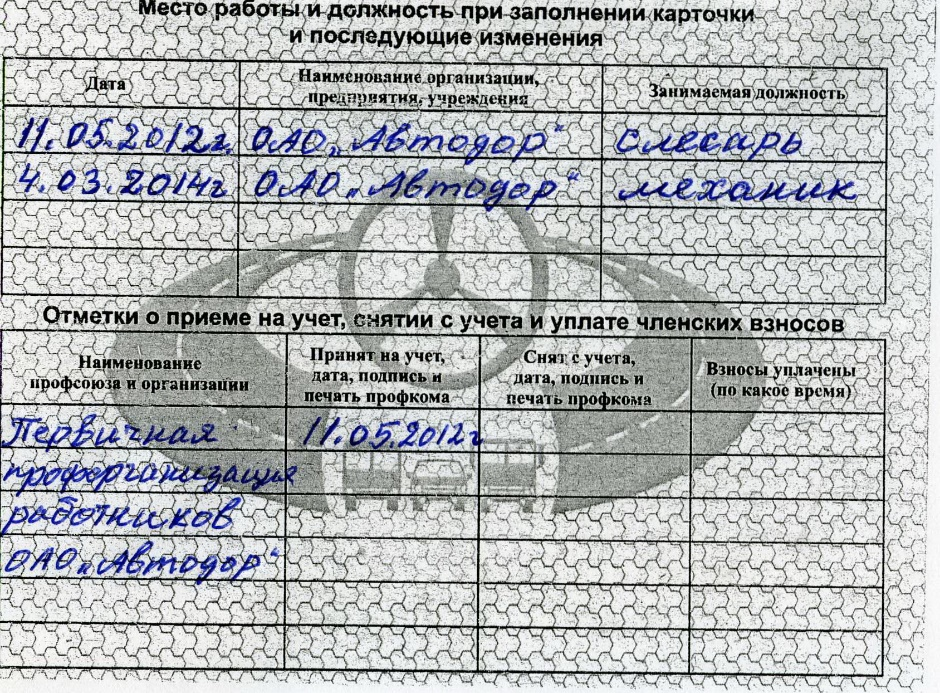 Место работы и должность при заполнении карточки
и последующие изменения
Дата
Наименование организации,
предприятия, учреждения
Занимаемая должность
11.05.2012г. ОАО „Автодор“ слесарь
4.03.2014г ОАО „Автодор“ механик
Отметки о приеме на учет, снятии с учета и уплате членских взносов
Наименование
профсоюза и организации
Принят на учет,
дата, подпись и
печать профкома
Снят с учета,
дата, подпись и
печать профкома
Взносы уплачены
(по какое время)
Первичная 11.05.2012г
профорганизация
работников
ОАО „Автодор“